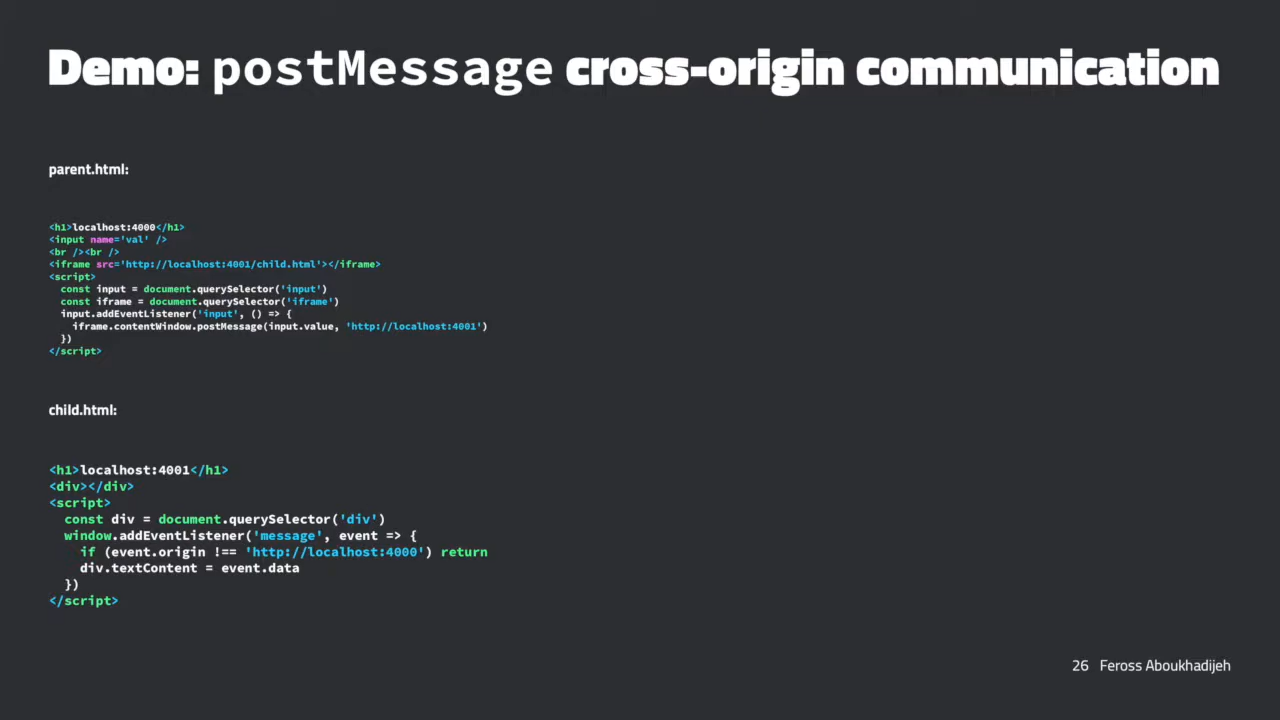 Demo: postMessage cross-origin communication
parent.html:
<h1>localhost:4000</h1>
<input name='val' />
<br /><br />
<iframe src='http://localhost:4001/child.html'></iframe>
<script>
  const input = document.querySelector('input')
  const iframe = document.querySelector('iframe')
  input.addEventListener('input', () => {
    iframe.contentWindow.postMessage(input.value, 'http://localhost:4001')
  })
</script>
child.html:
<h1>localhost:4001</h1>
<div></div>
<script>
  const div = document.querySelector('div')
  window.addEventListener('message', event => {
    if (event.origin !== 'http://localhost:4000') return
    div.textContent = event.data
  })
</script>
26 Feross Aboukhadijeh